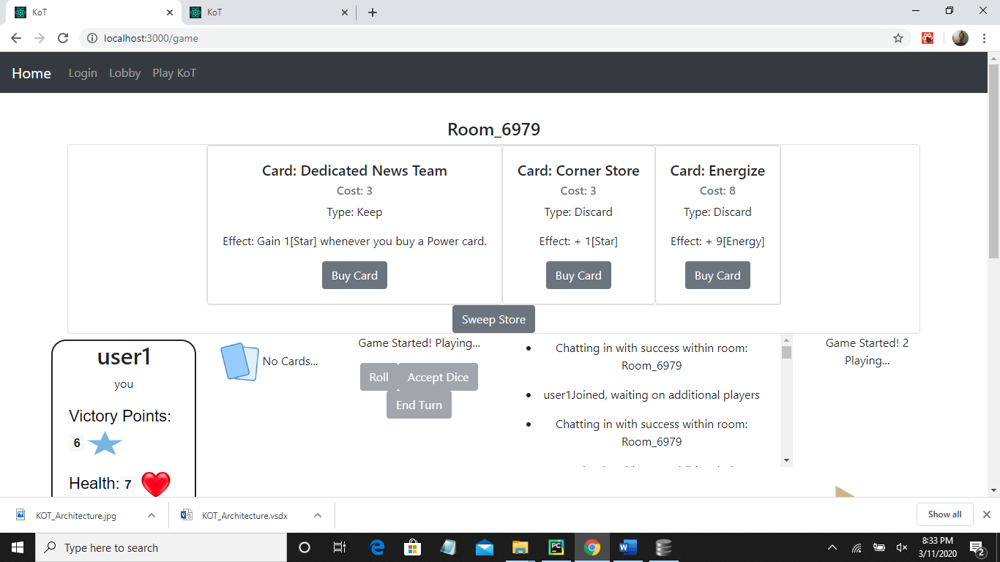 KoT
KoT
localhost:3000/game
Home Login Lobby Play KoT
Room_6979
Card: Dedicated News Team
Cost: 3
Type: Keep
Effect: Gain 1[Star] whenever you buy a Power card.
Buy Card
Card: Corner Store
Cost: 3
Type: Discard
Effect: + 1[Star]
Buy Card
Card: Energize
Cost: 8
Type: Discard
Effect: + 9[Energy]
Buy Card
Sweep Store
user1
you
Victory Points:
6
Health: 7
No Cards...
Game Started! Playing...
Roll Accept Dice
End Turn
Chatting in with success within room:
Room_6979
user1Joined, waiting on additional players
Chatting in with success within room:
Room_6979
Game Started! 2
Playing...
KOT_Architecture.jpg
KOT_Architecture.vsdx
Show all
Type here to search
8:33 PM
3/11/2020
2